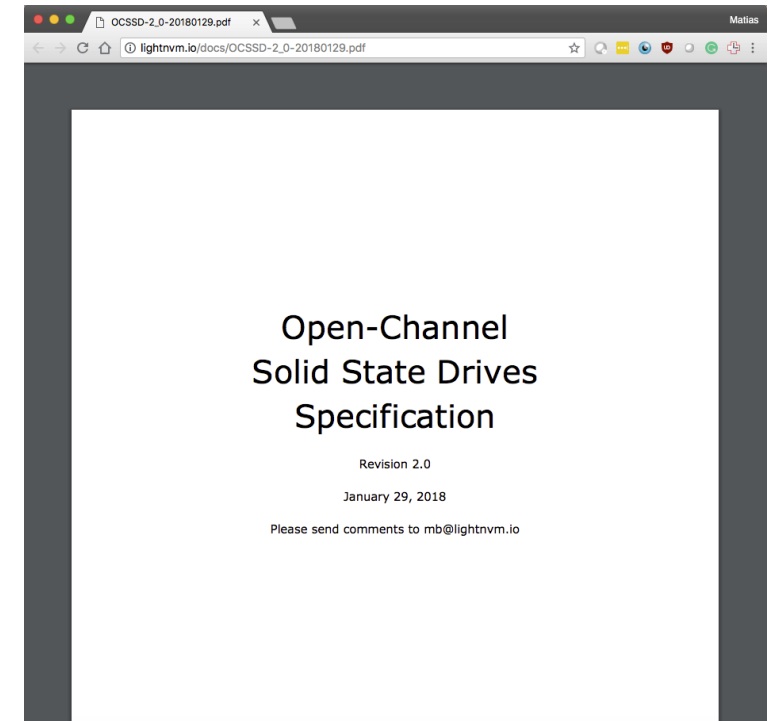 OCSSD-2_0-20180129.pdf
Matias
lightnvm.io/docs/OCSSD-2_0-20180129.pdf
Open-Channel
Solid State Drives
Specification
Revision 2.0
January 29, 2018
Please send comments to mb@lightnvm.io